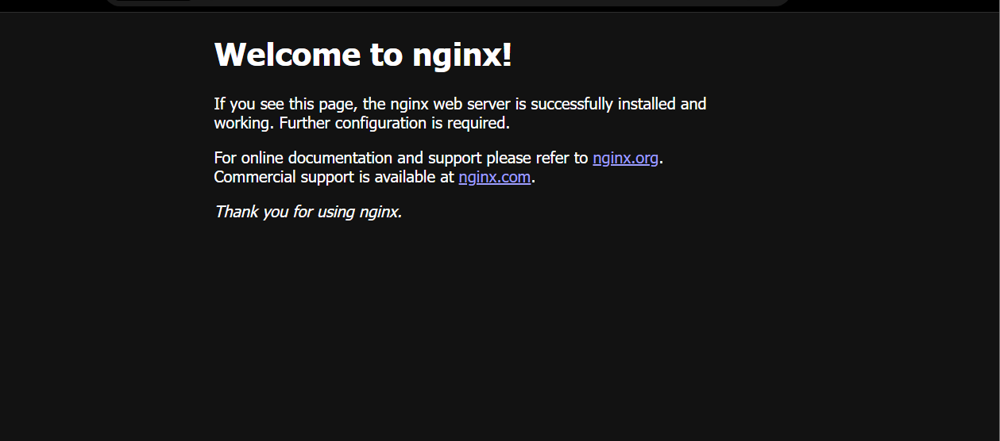 Welcome to nginx!
If you see this page, the nginx web server is successfully installed and
working. Further configuration is required.
For online documentation and support please refer to nginx.org.
Commercial support is available at nginx.com.
Thank you for using nginx.